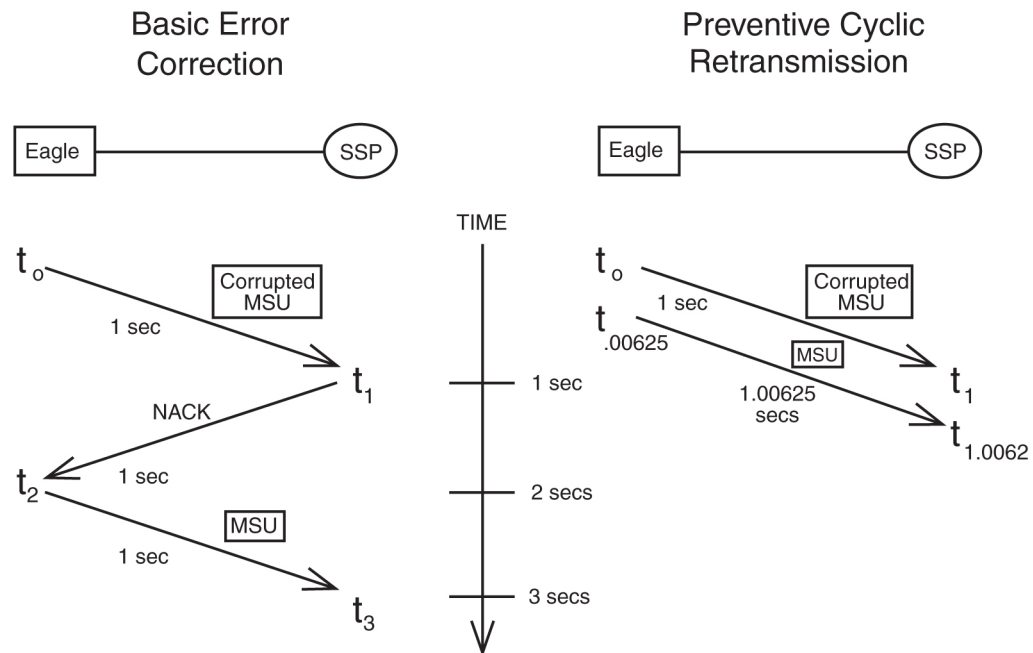 Basic Error
Correction
Preventive Cyclic
Retransmission
Eagle
SSP
Eagle
SSP
TIME
t o
Corrupted
MSU
1 sec
t 1
NACK
1 sec
t 2
MSU
1 sec
t 3
1 sec
2 secs
3 secs
t o
Corrupted
MSU
1 sec
t .00625
MSU
1.00625
secs
t 1
t 1.0062